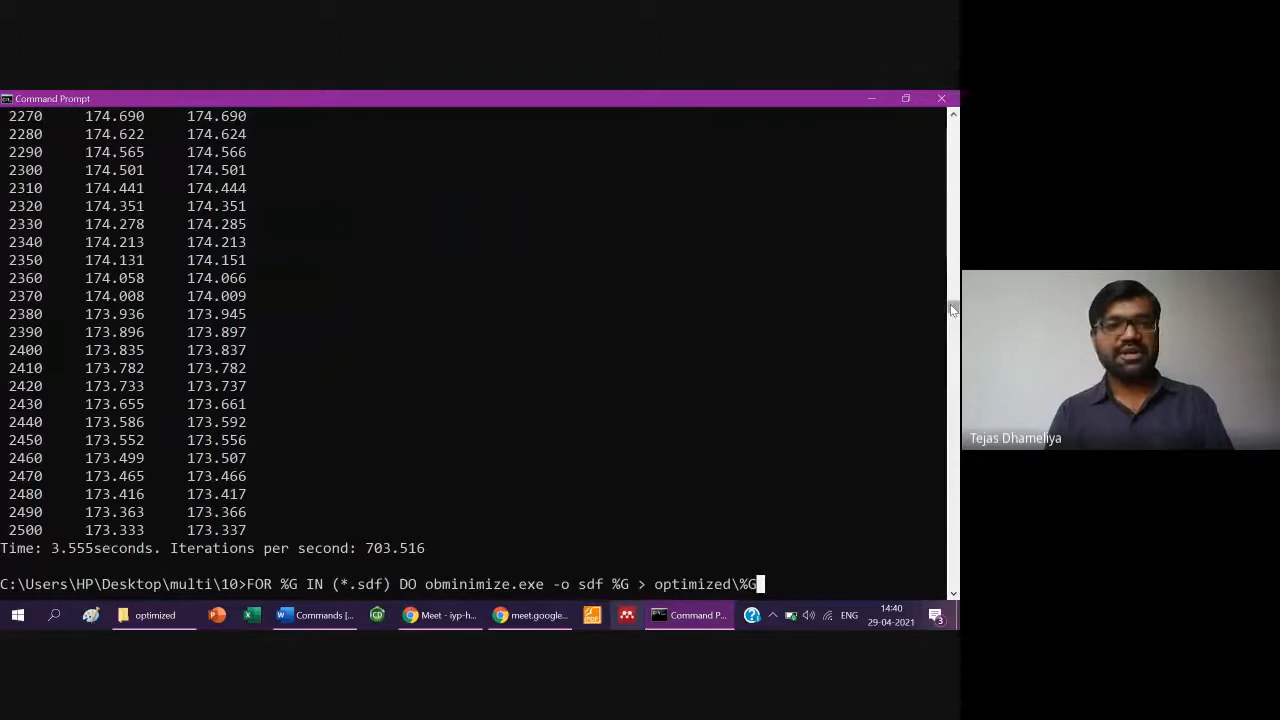 Command Prompt
2270 174.690 174.690
2280 174.622 174.624
2290 174.565 174.566
2300 174.501 174.501
2310 174.441 174.444
2320 174.351 174.351
2330 174.278 174.285
2340 174.213 174.213
2350 174.131 174.151
2360 174.058 174.066
2370 174.008 174.009
2380 173.936 173.945
2390 173.896 173.897
2400 173.835 173.837
2410 173.782 173.782
2420 173.733 173.737
2430 173.655 173.661
2440 173.586 173.592
2450 173.552 173.556
2460 173.499 173.507
2470 173.465 173.466
2480 173.416 173.417
2490 173.363 173.366
2500 173.333 173.337
Time: 3.555seconds. Iterations per second: 703.516
C:\Users\HP\Desktop\multi\10>FOR %G IN (*.sdf) DO obminimize.exe -o sdf %G > optimized\%G
Tejas Dhameliya
optimized
Commands [...
Meet - iyp-h...
meet.google...
Command P...
ENG
14:40
29-04-2021
3